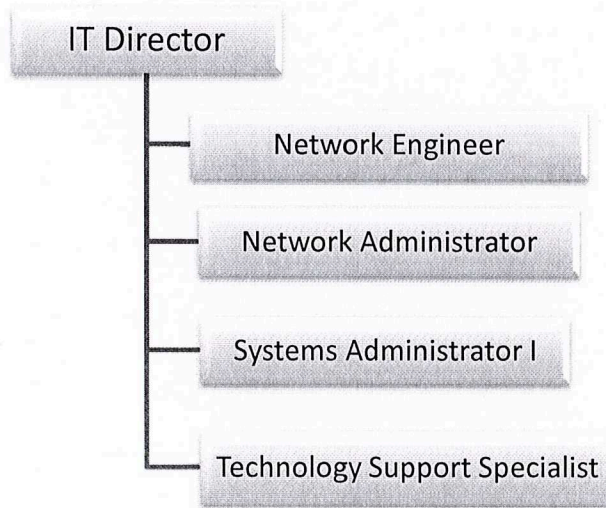 IT Director
Network Engineer
Network Administrator
Systems Administrator I
Technology Support Specialist